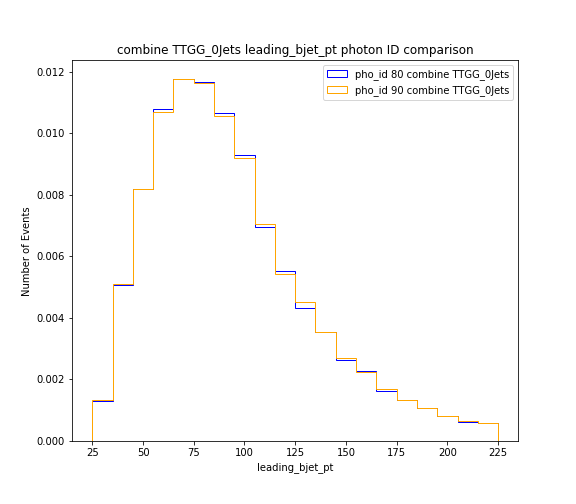 combine TTGG_0Jets leading_bjet_pt photon ID comparison
pho_id 80 combine TTGG_0Jets
pho_id 90 combine TTGG_0Jets
0.012
0.010
0.008
0.006
0.004
0.002
0.000
Number of Events
25 50 75 100 125 150 175 200 225
leading_bjet_pt